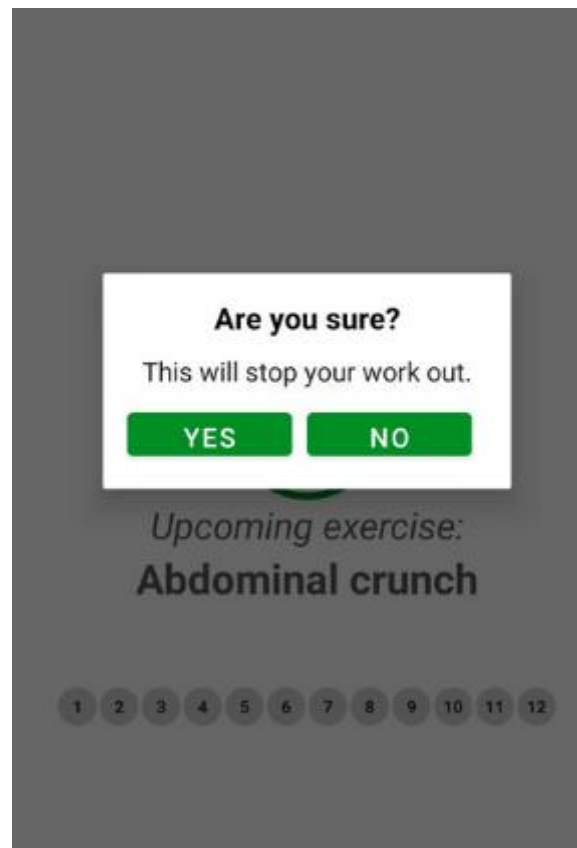 Are you sure?
This will stop your work out.
YES NO
Upcoming exercise:
Abdominal crunch
1 2 3 4 5 6 7 8 9 10 11 12